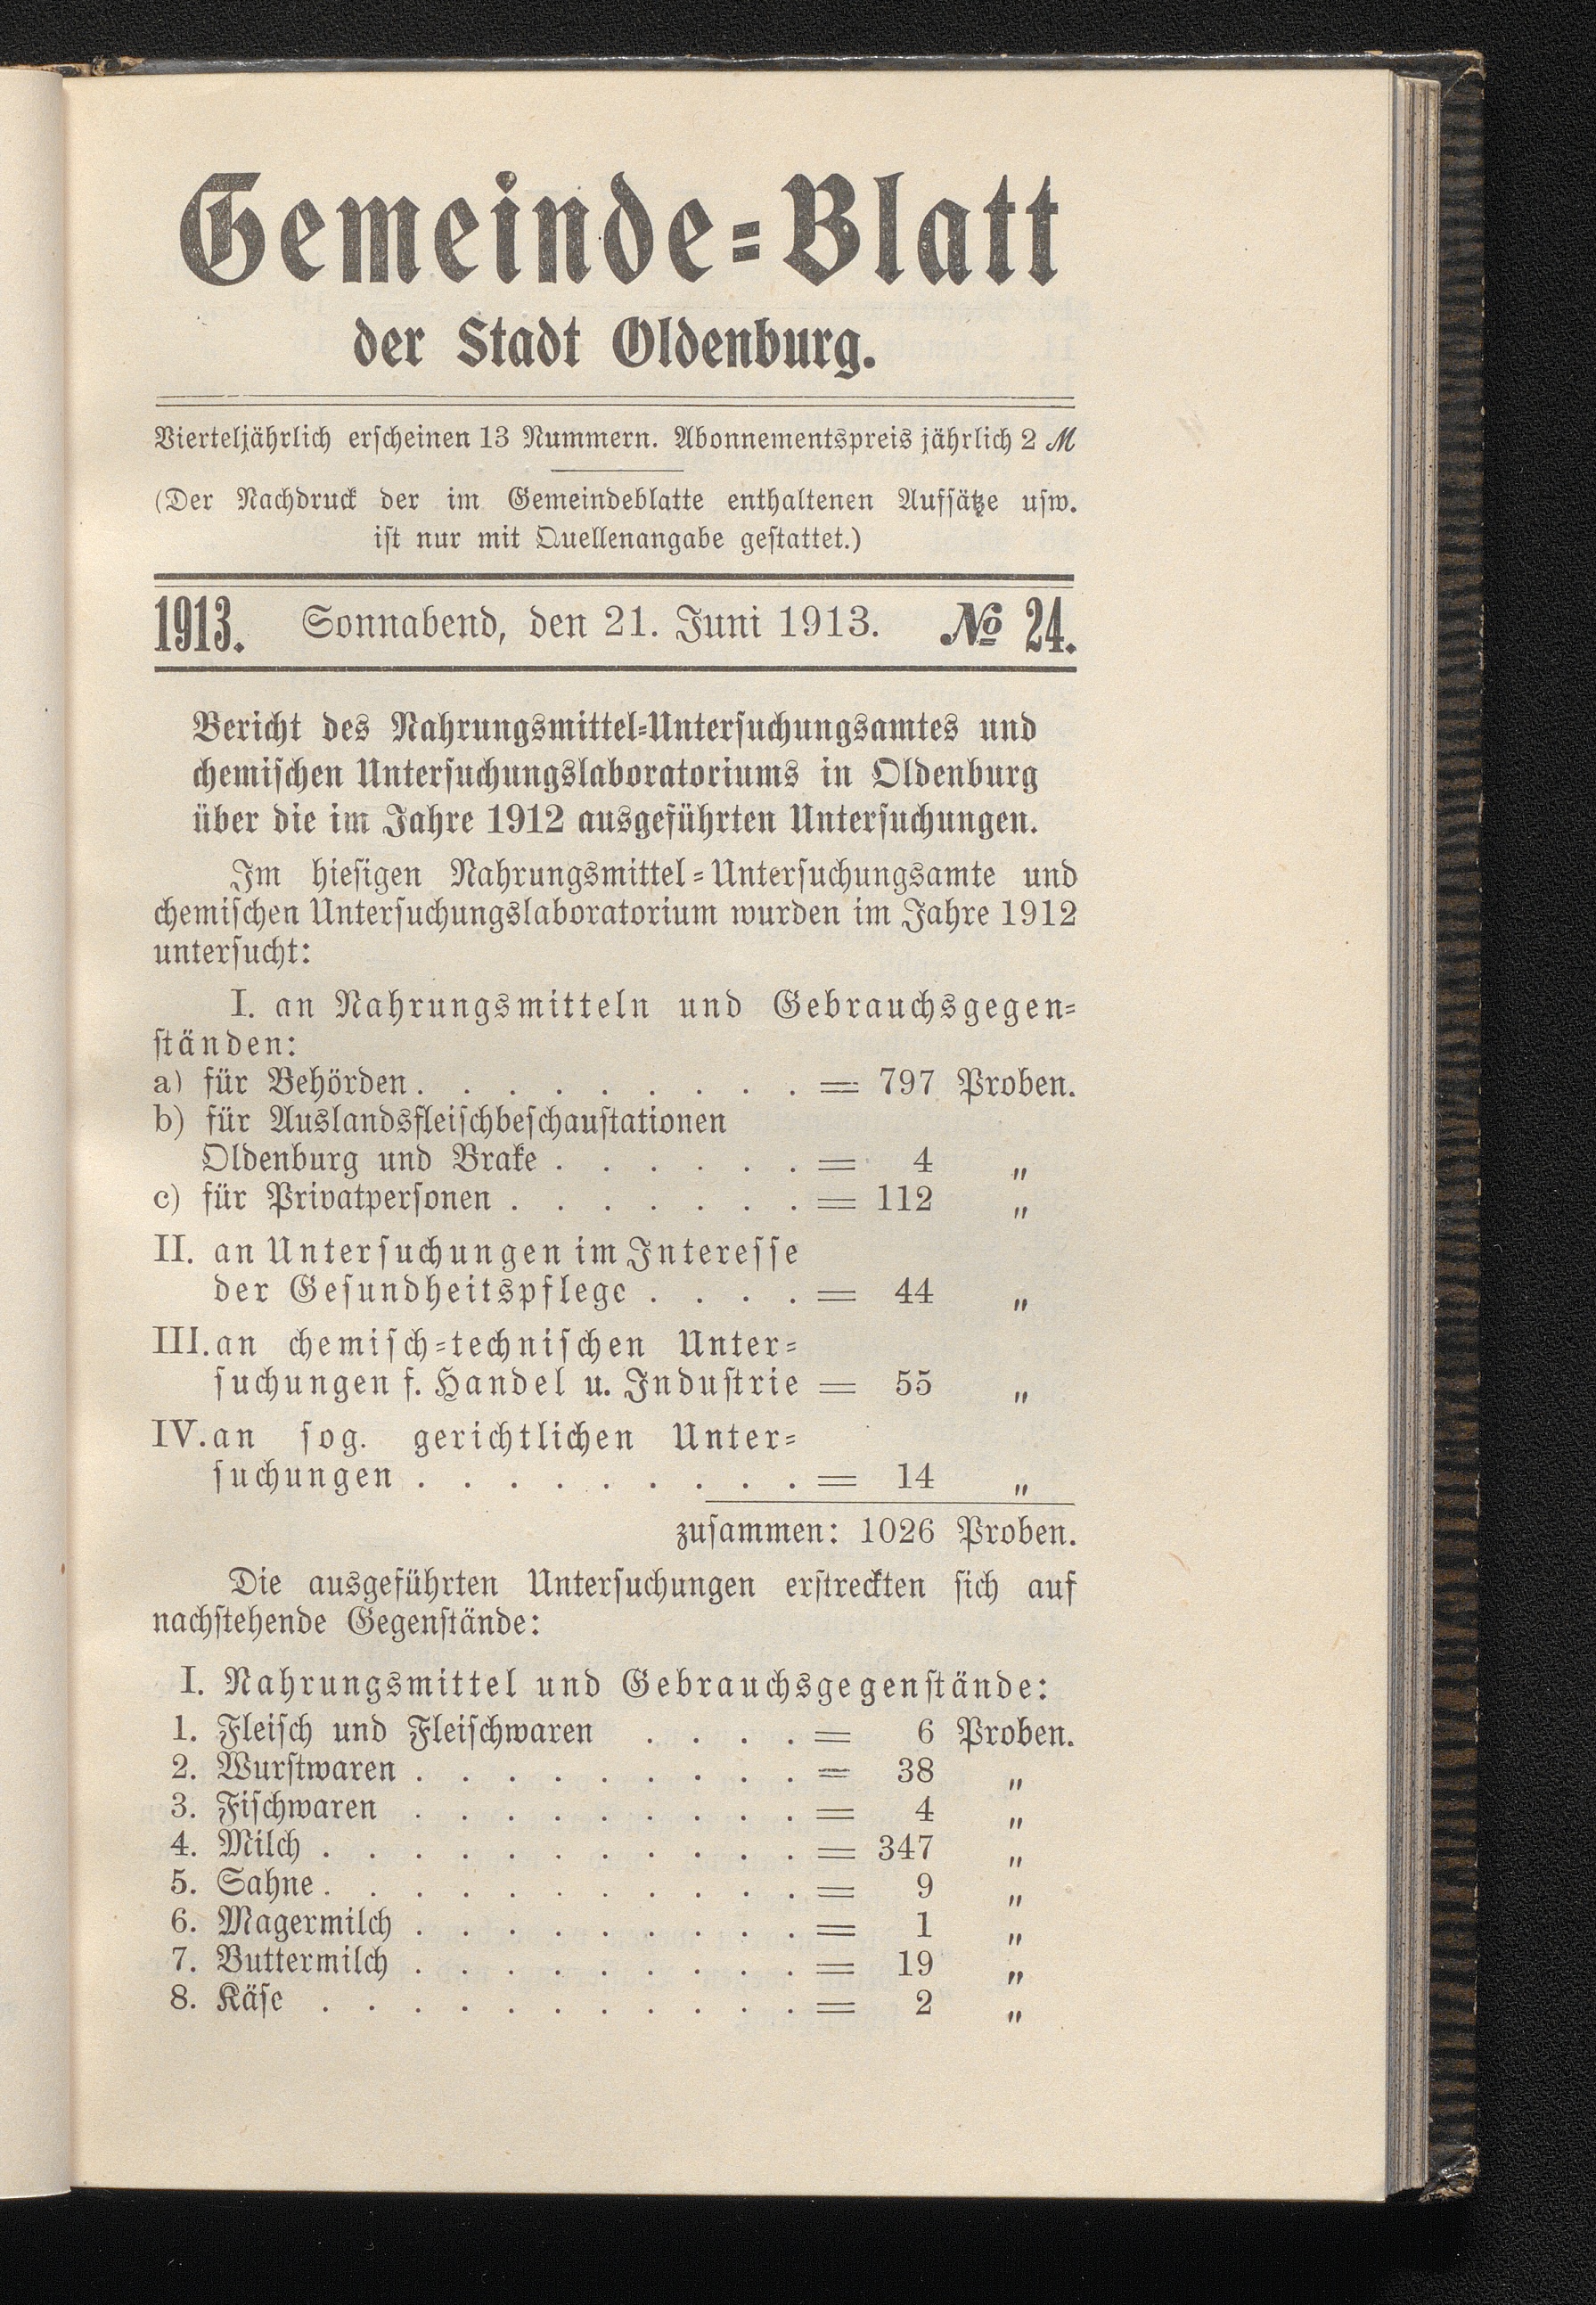 Gemeinde-Blatt
der Stadt Oldenburg.
Vierteljährlich erscheinen 13 Nummern. Abonnementspreis jährlich 2 ℳ
(Der Nachdruck der im Gemeindeblatte enthaltenen Aufsätze usw.
ist nur mit Quellenangabe gestattet.)
1913. Sonnabend, den 21. Juni 1913. № 24.
Bericht des Nahrungsmittel-Untersuchungsamtes und
chemischen Untersuchungslaboratoriums in Oldenburg
über die im Jahre 1912 ausgeführten Untersuchungen.
Im hiesigen Nahrungsmittel-Untersuchungsamte und
chemischen Untersuchungslaboratorium wurden im Jahre 1912
untersucht:
I. an Nahrungsmitteln und Gebrauchsgegen-
ständen:
a) für Behörden . . . . . . . . . = 797 Proben.
b) für Auslandsfleischbeschaustationen
Oldenburg und Brake . . . . . . = 4 „
c) für Privatpersonen . . . . . . . = 112 „
II. an Untersuchungen im Interesse
der Gesundheitspflege . . . . = 44 „
III. an chemisch-technischen Unter-
suchungen f. Handel u. Industrie = 55 „
IV. an sog. gerichtlichen Unter-
suchungen . . . . . . . . . = 14 „
zusammen: 1026 Proben.
Die ausgeführten Untersuchungen erstreckten sich auf
nachstehende Gegenstände:
I. Nahrungsmittel und Gebrauchsgegenstände:
1. Fleisch und Fleischwaren . . . . = 6 Proben.
2. Wurstwaren . . . . . . . . . = 38 „
3. Fischwaren . . . . . . . . . = 4 „
4. Milch . . . . . . . . . . . = 347 „
5. Sahne . . . . . . . . . . . = 9 „
6. Magermilch . . . . . . . . . = 1 „
7. Buttermilch . . . . . . . . . = 19 „
8. Käse . . . . . . . . . . . = 2 „